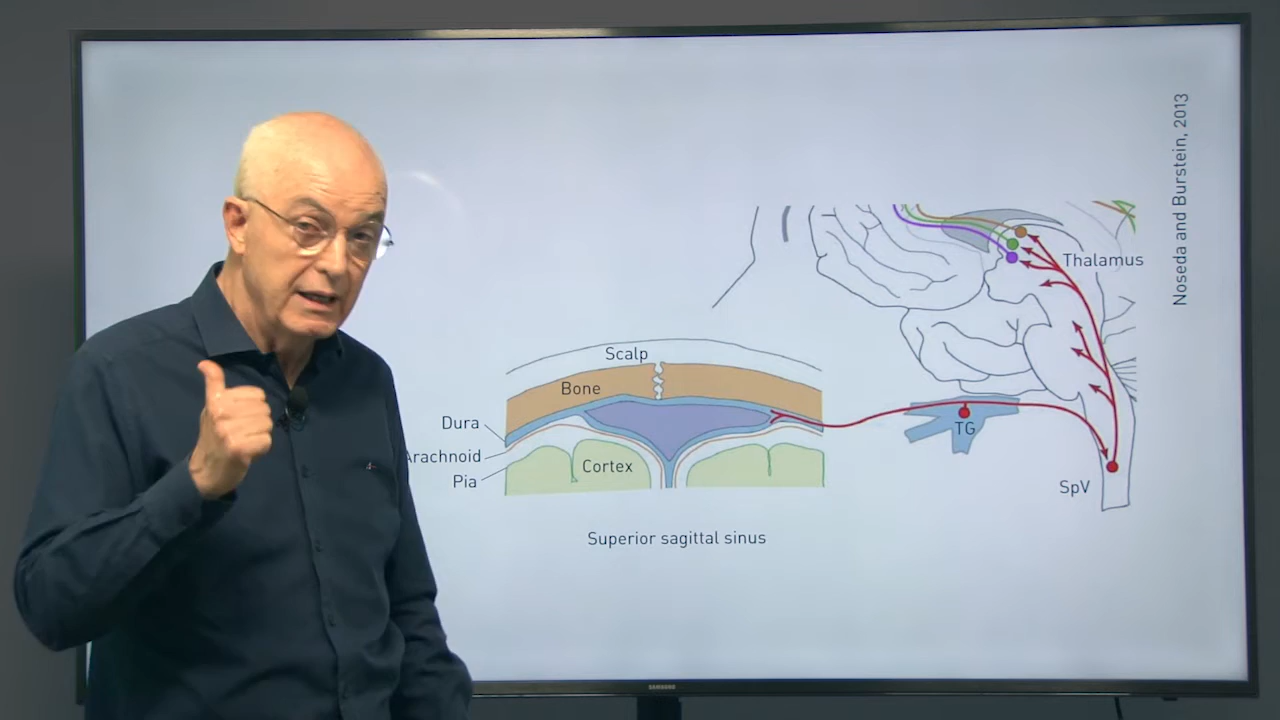 Noseda and Burstein, 2013
Thalamus
Scalp
Bone
Dura
Arachnoid
Pia
Cortex
TG
SpV
Superior sagittal sinus
SAMSUNG